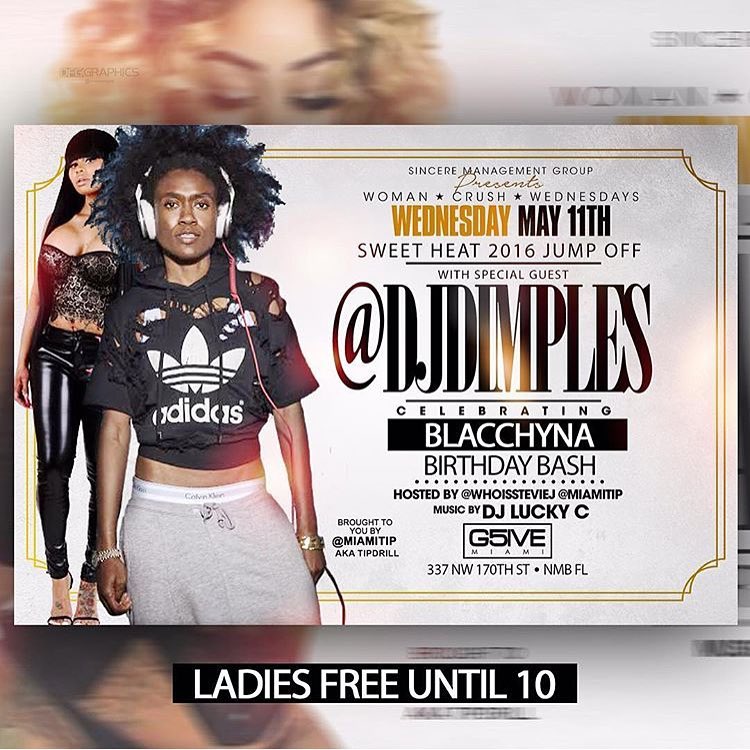 DFEGRAPHICS
SINCERE MANAGEMENT GROUP
Presents
WOMAN ★ CRUSH ★ WEDNESDAYS
WEDNESDAY MAY 11TH
SWEET HEAT 2016 JUMP OFF
WITH SPECIAL GUEST
@DJDIMPLES
CELEBRATING
BLACCHYNA
BIRTHDAY BASH
HOSTED BY @WHOISSTEVIEJ @MIAMITIP
MUSIC BY DJ LUCKY C
G5IVE
MIAMI
337 NW 170TH ST • NMB FL
BROUGHT TO
YOU BY
@MIAMITIP
AKA TIPDRILL
adidas
Calvin Klein
LADIES FREE UNTIL 10